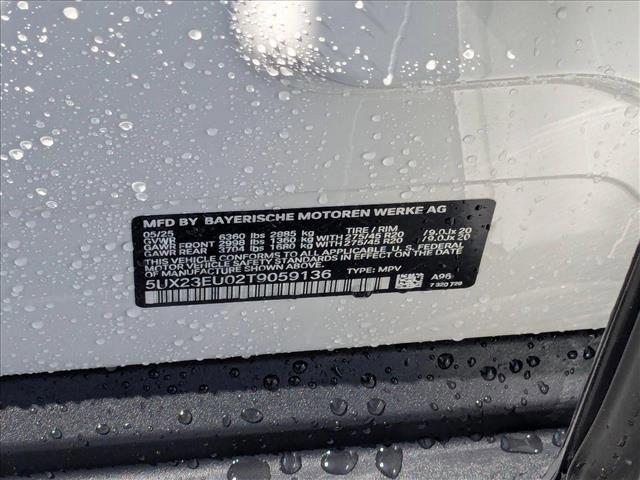 MFD BY BAYERISCHE MOTOREN WERKE AG
05/25 TIRE / RIM
GVWR 6360 lbs 2885 kg
GAWR FRONT 2998 lbs 1360 kg WITH 275/45 R20 /9.0Jx 20
GAWR REAR 3704 lbs 1680 kg WITH 275/45 R20 /9.0Jx 20
THIS VEHICLE CONFORMS TO ALL APPLICABLE FEDERAL
MOTOR VEHICLE SAFETY STANDARDS IN EFFECT ON THE
DATE OF MANUFACTURE SHOWN ABOVE.
5UX23EU02T9059136 TYPE: MPV
A96
7 320 729